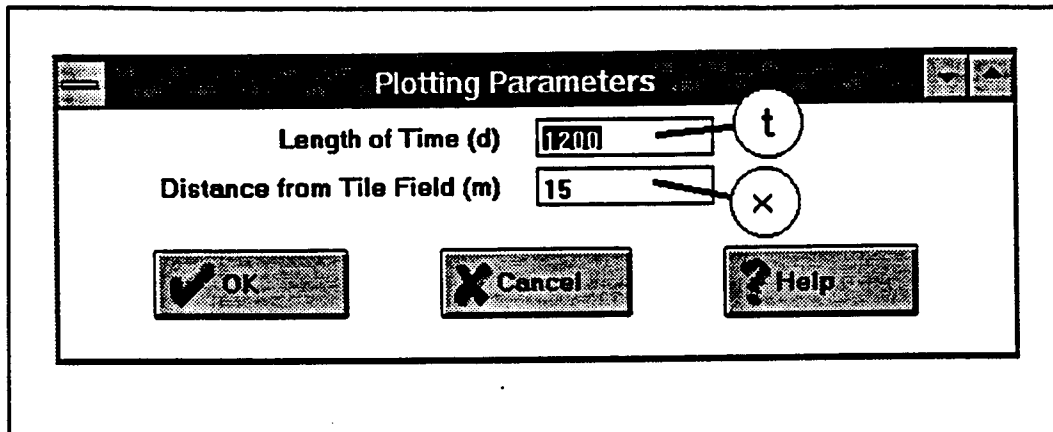 Plotting Parameters
Length of Time (d) 1200 t
Distance from Tile Field (m) 15 x
OK Cancel Help